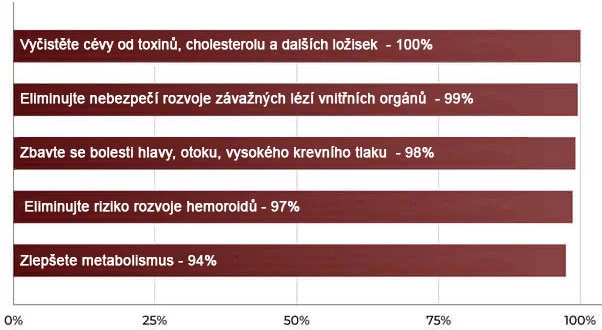 Vyčistěte cévy od toxinů, cholesterolu a dalších ložisek - 100%
Eliminujte nebezpečí rozvoje závažných lézí vnitřních orgánů - 99%
Zbavte se bolesti hlavy, otoku, vysokého krevního tlaku - 98%
Eliminujte riziko rozvoje hemoroidů - 97%
Zlepšete metabolismus - 94%
0% 25% 50% 75% 100%